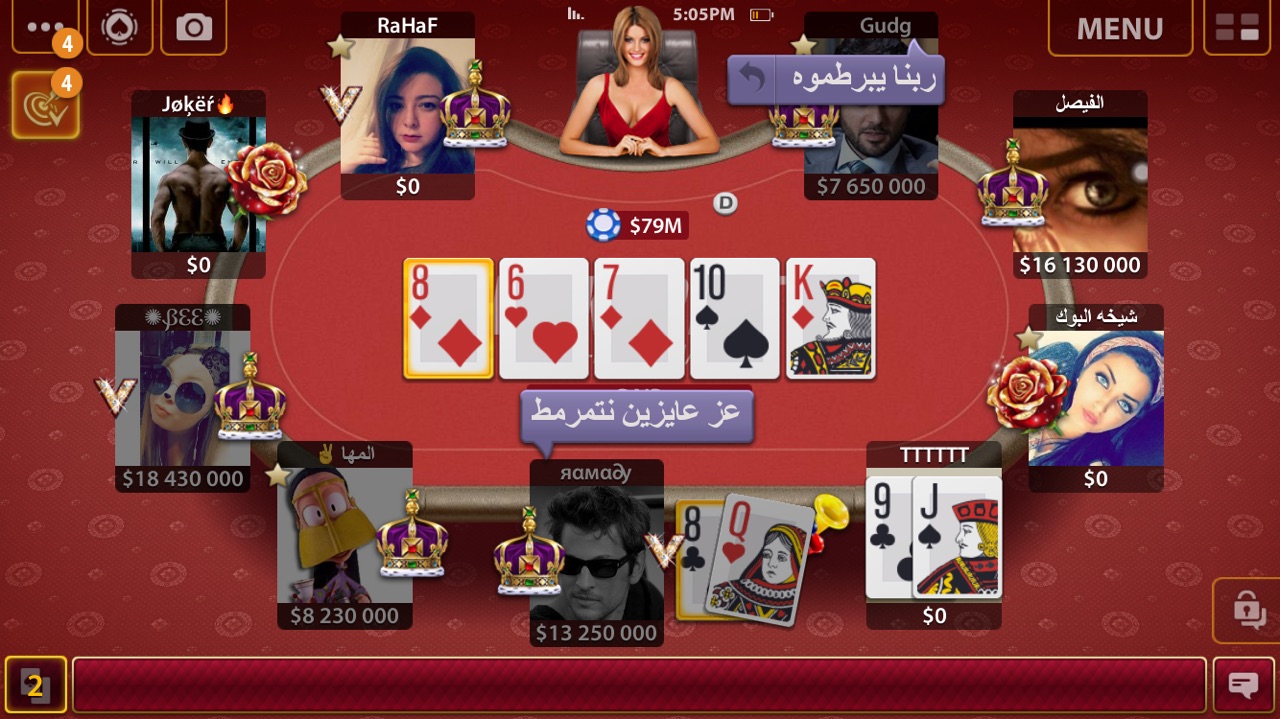 5:05PM
MENU
4
4
RaHaF
$0
Gudg
ربنا يبرطموه
$7 650 000
Jøķëŕ🔥
$0
الفيصل
$16 130 000
D
$79M
8
6
7
10
K
✺ βƐƐ✺
$18 430 000
شيخه البوك
$0
عز عايزين نتمرمط
المها ✌
$8 230 000
яамаду
$13 250 000
8
Q
TTTTTT
9
J
$0
2